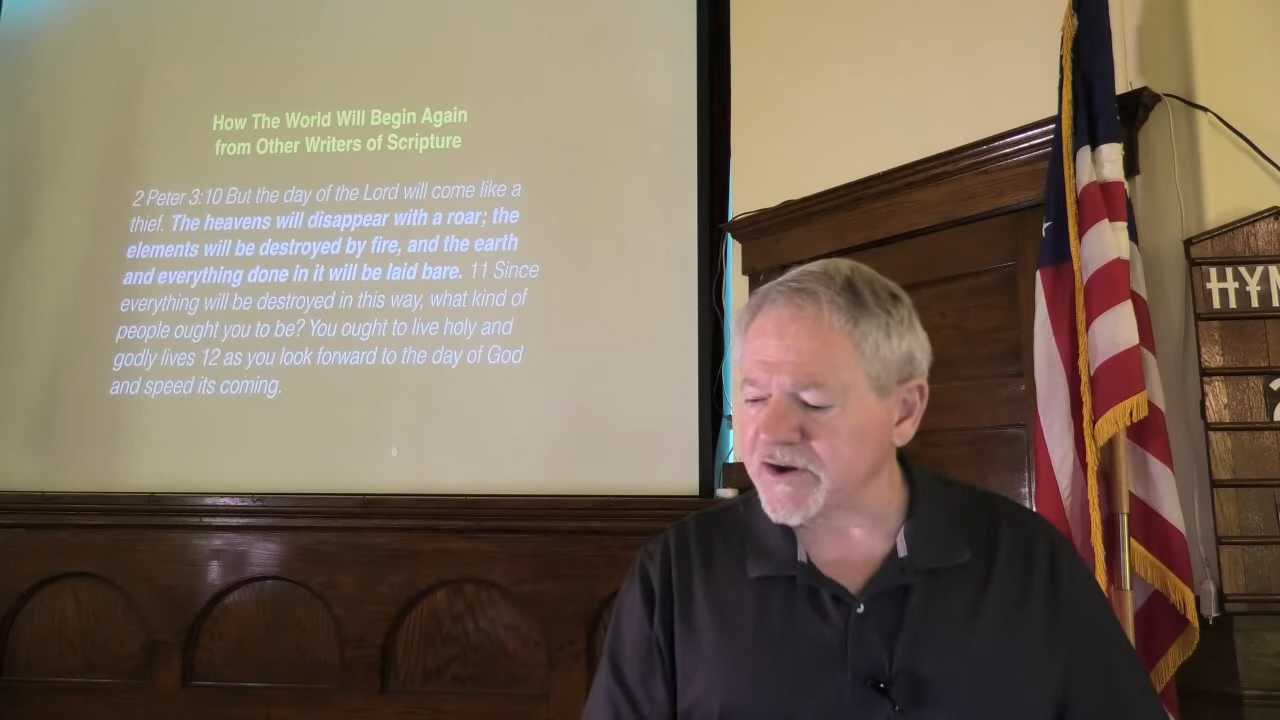 How The World Will Begin Again
from Other Writers of Scripture
2 Peter 3:10 But the day of the Lord will come like a
thief. The heavens will disappear with a roar; the
elements will be destroyed by fire, and the earth
and everything done in it will be laid bare. 11 Since
everything will be destroyed in this way, what kind of
people ought you to be? You ought to live holy and
godly lives 12 as you look forward to the day of God
and speed its coming.